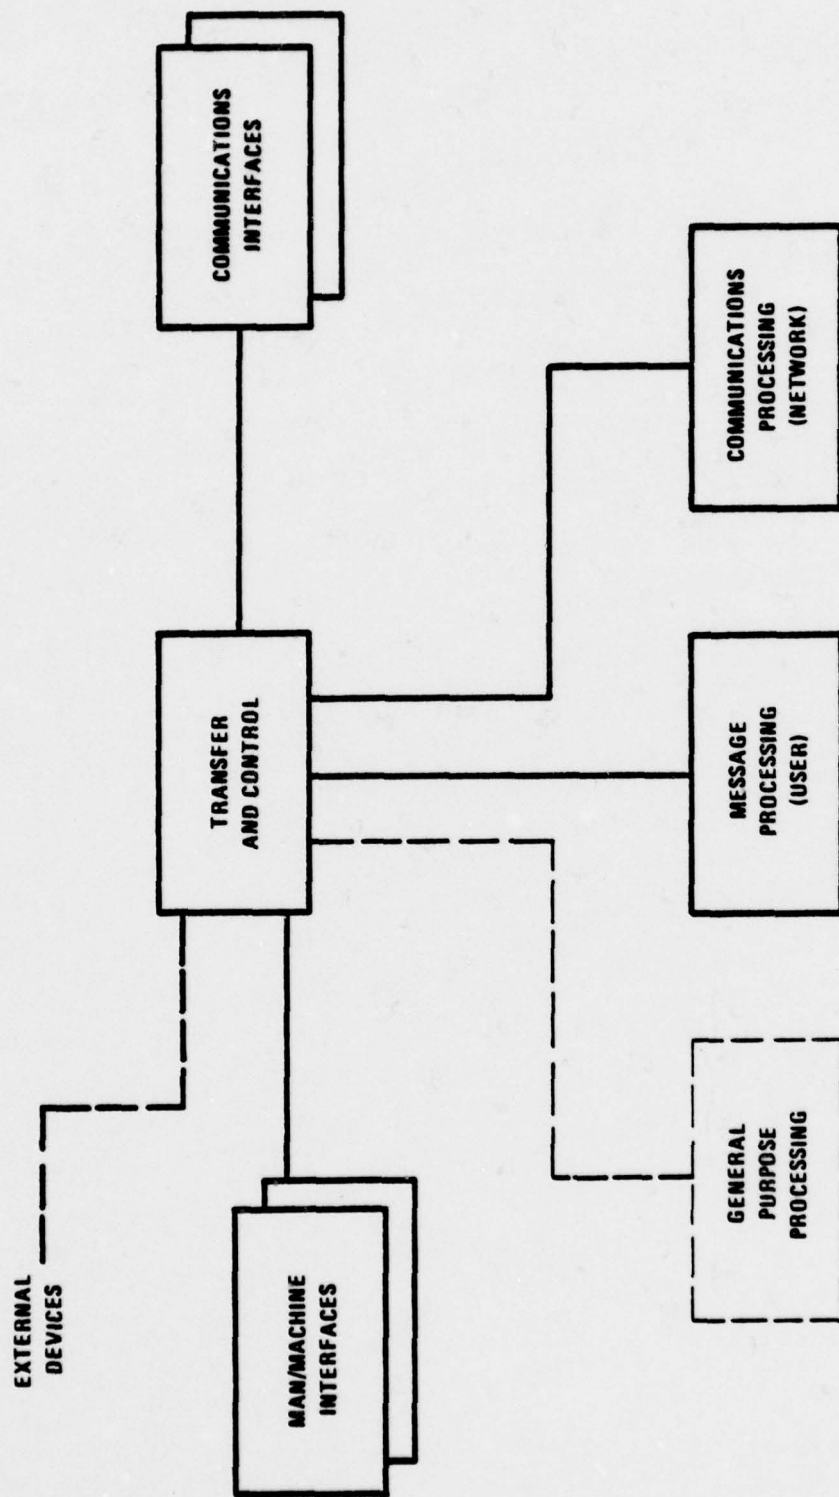 EXTERNAL
DEVICES
MAN/MACHINE
INTERFACES
TRANSFER
AND CONTROL
COMMUNICATIONS
INTERFACES
GENERAL
PURPOSE
PROCESSING
MESSAGE
PROCESSING
(USER)
COMMUNICATIONS
PROCESSING
(NETWORK)